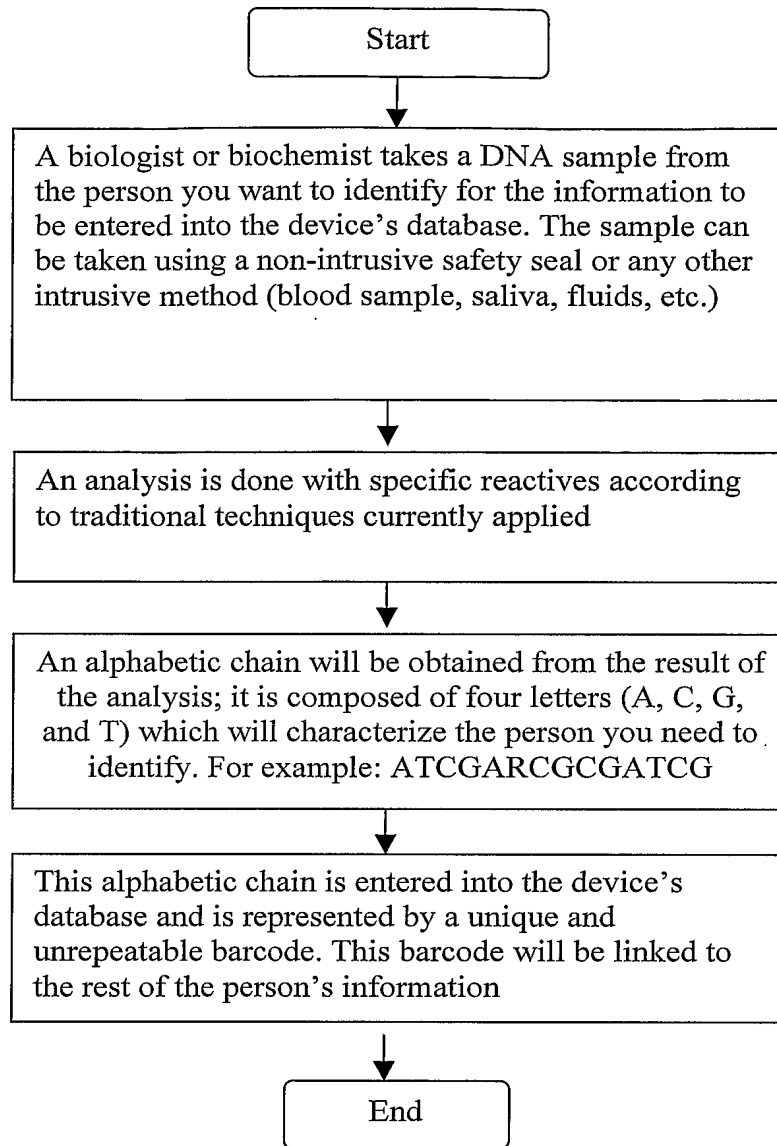 Start
A biologist or biochemist takes a DNA sample from
the person you want to identify for the information to
be entered into the device's database. The sample can
be taken using a non-intrusive safety seal or any other
intrusive method (blood sample, saliva, fluids, etc.)
An analysis is done with specific reactives according
to traditional techniques currently applied
An alphabetic chain will be obtained from the result of
the analysis; it is composed of four letters (A, C, G,
and T) which will characterize the person you need to
identify. For example: ATCGARCGCGATCG
This alphabetic chain is entered into the device's
database and is represented by a unique and
unrepeatable barcode. This barcode will be linked to
the rest of the person's information
End